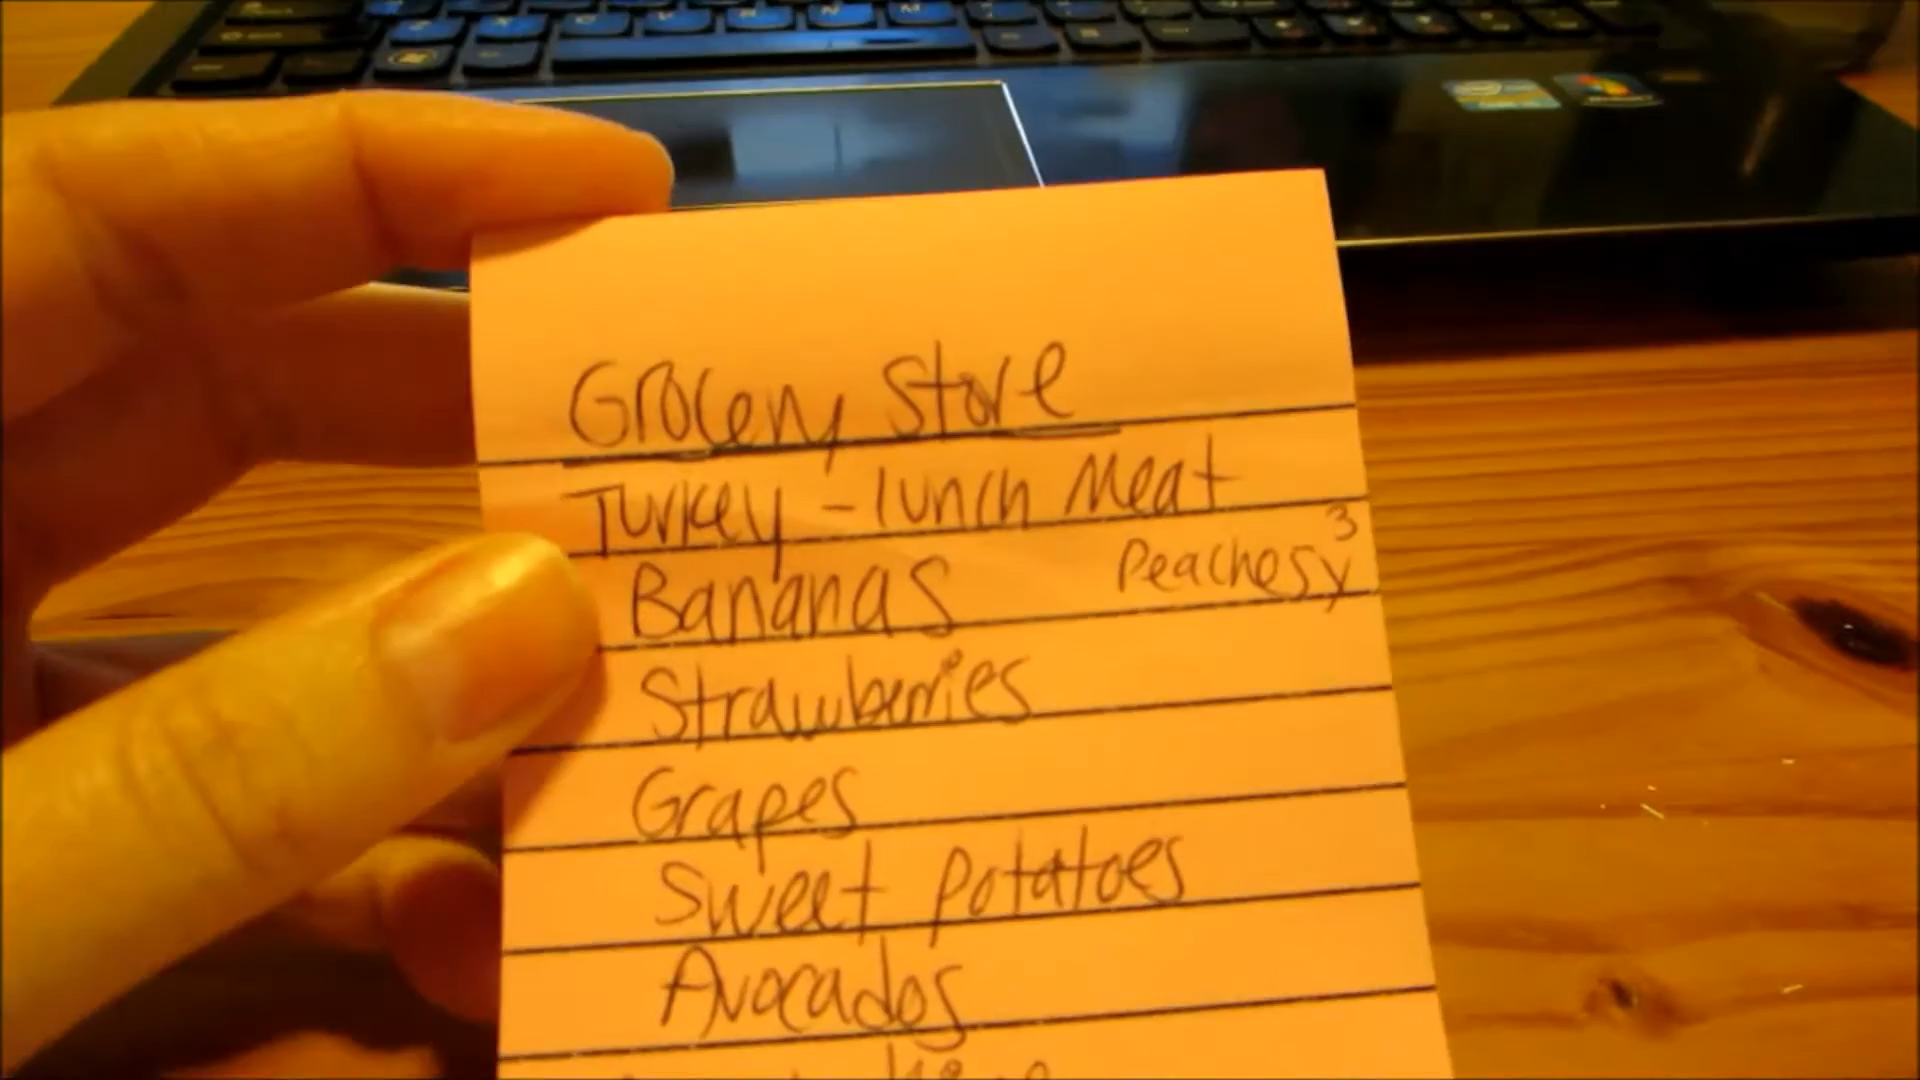 Grocery Store
Turkey - lunch Meat
Bananas Peaches y 3
Strawberries
Grapes
Sweet potatoes
Avocados